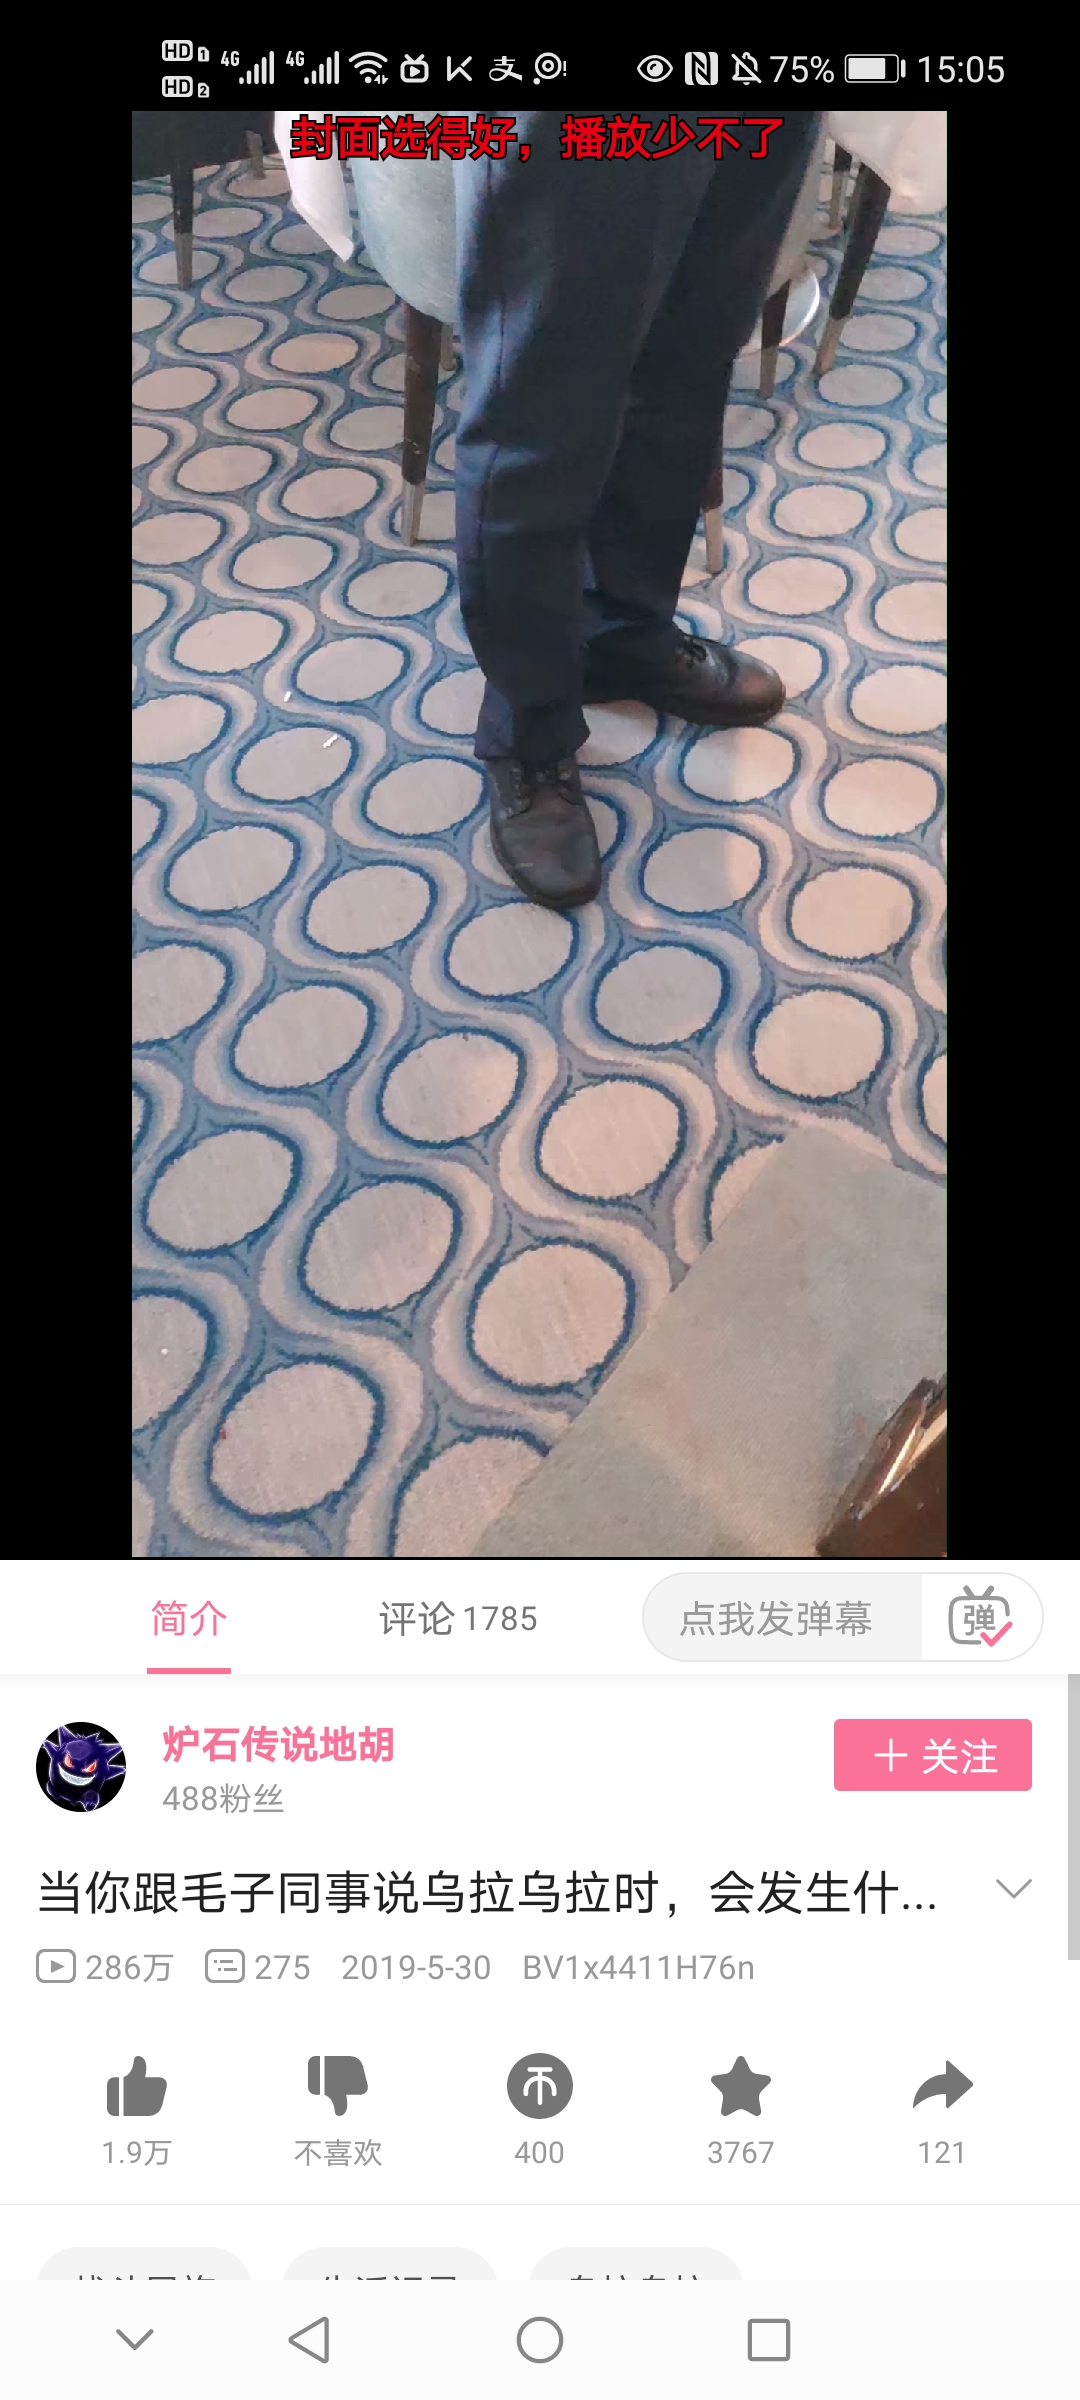 HD 1 4G 4G 75% 15:05
HD 2
封面选得好，播放少不了
简介 评论 1785 点我发弹幕 弹
炉石传说地胡
488粉丝
＋ 关注
当你跟毛子同事说乌拉乌拉时，会发生什...
286万 275 2019-5-30 BV1x4411H76n
1.9万 不喜欢 400 3767 121